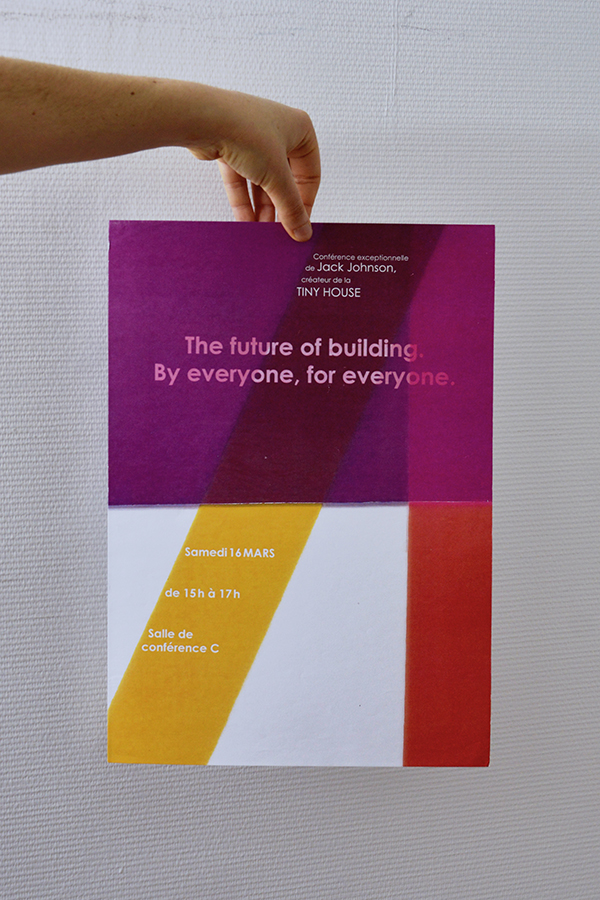 Conférence exceptionnelle
de Jack Johnson,
créateur de la
TINY HOUSE
The future of building.
By everyone, for everyone.
Samedi 16 MARS
de 15h à 17h
Salle de
conférence C